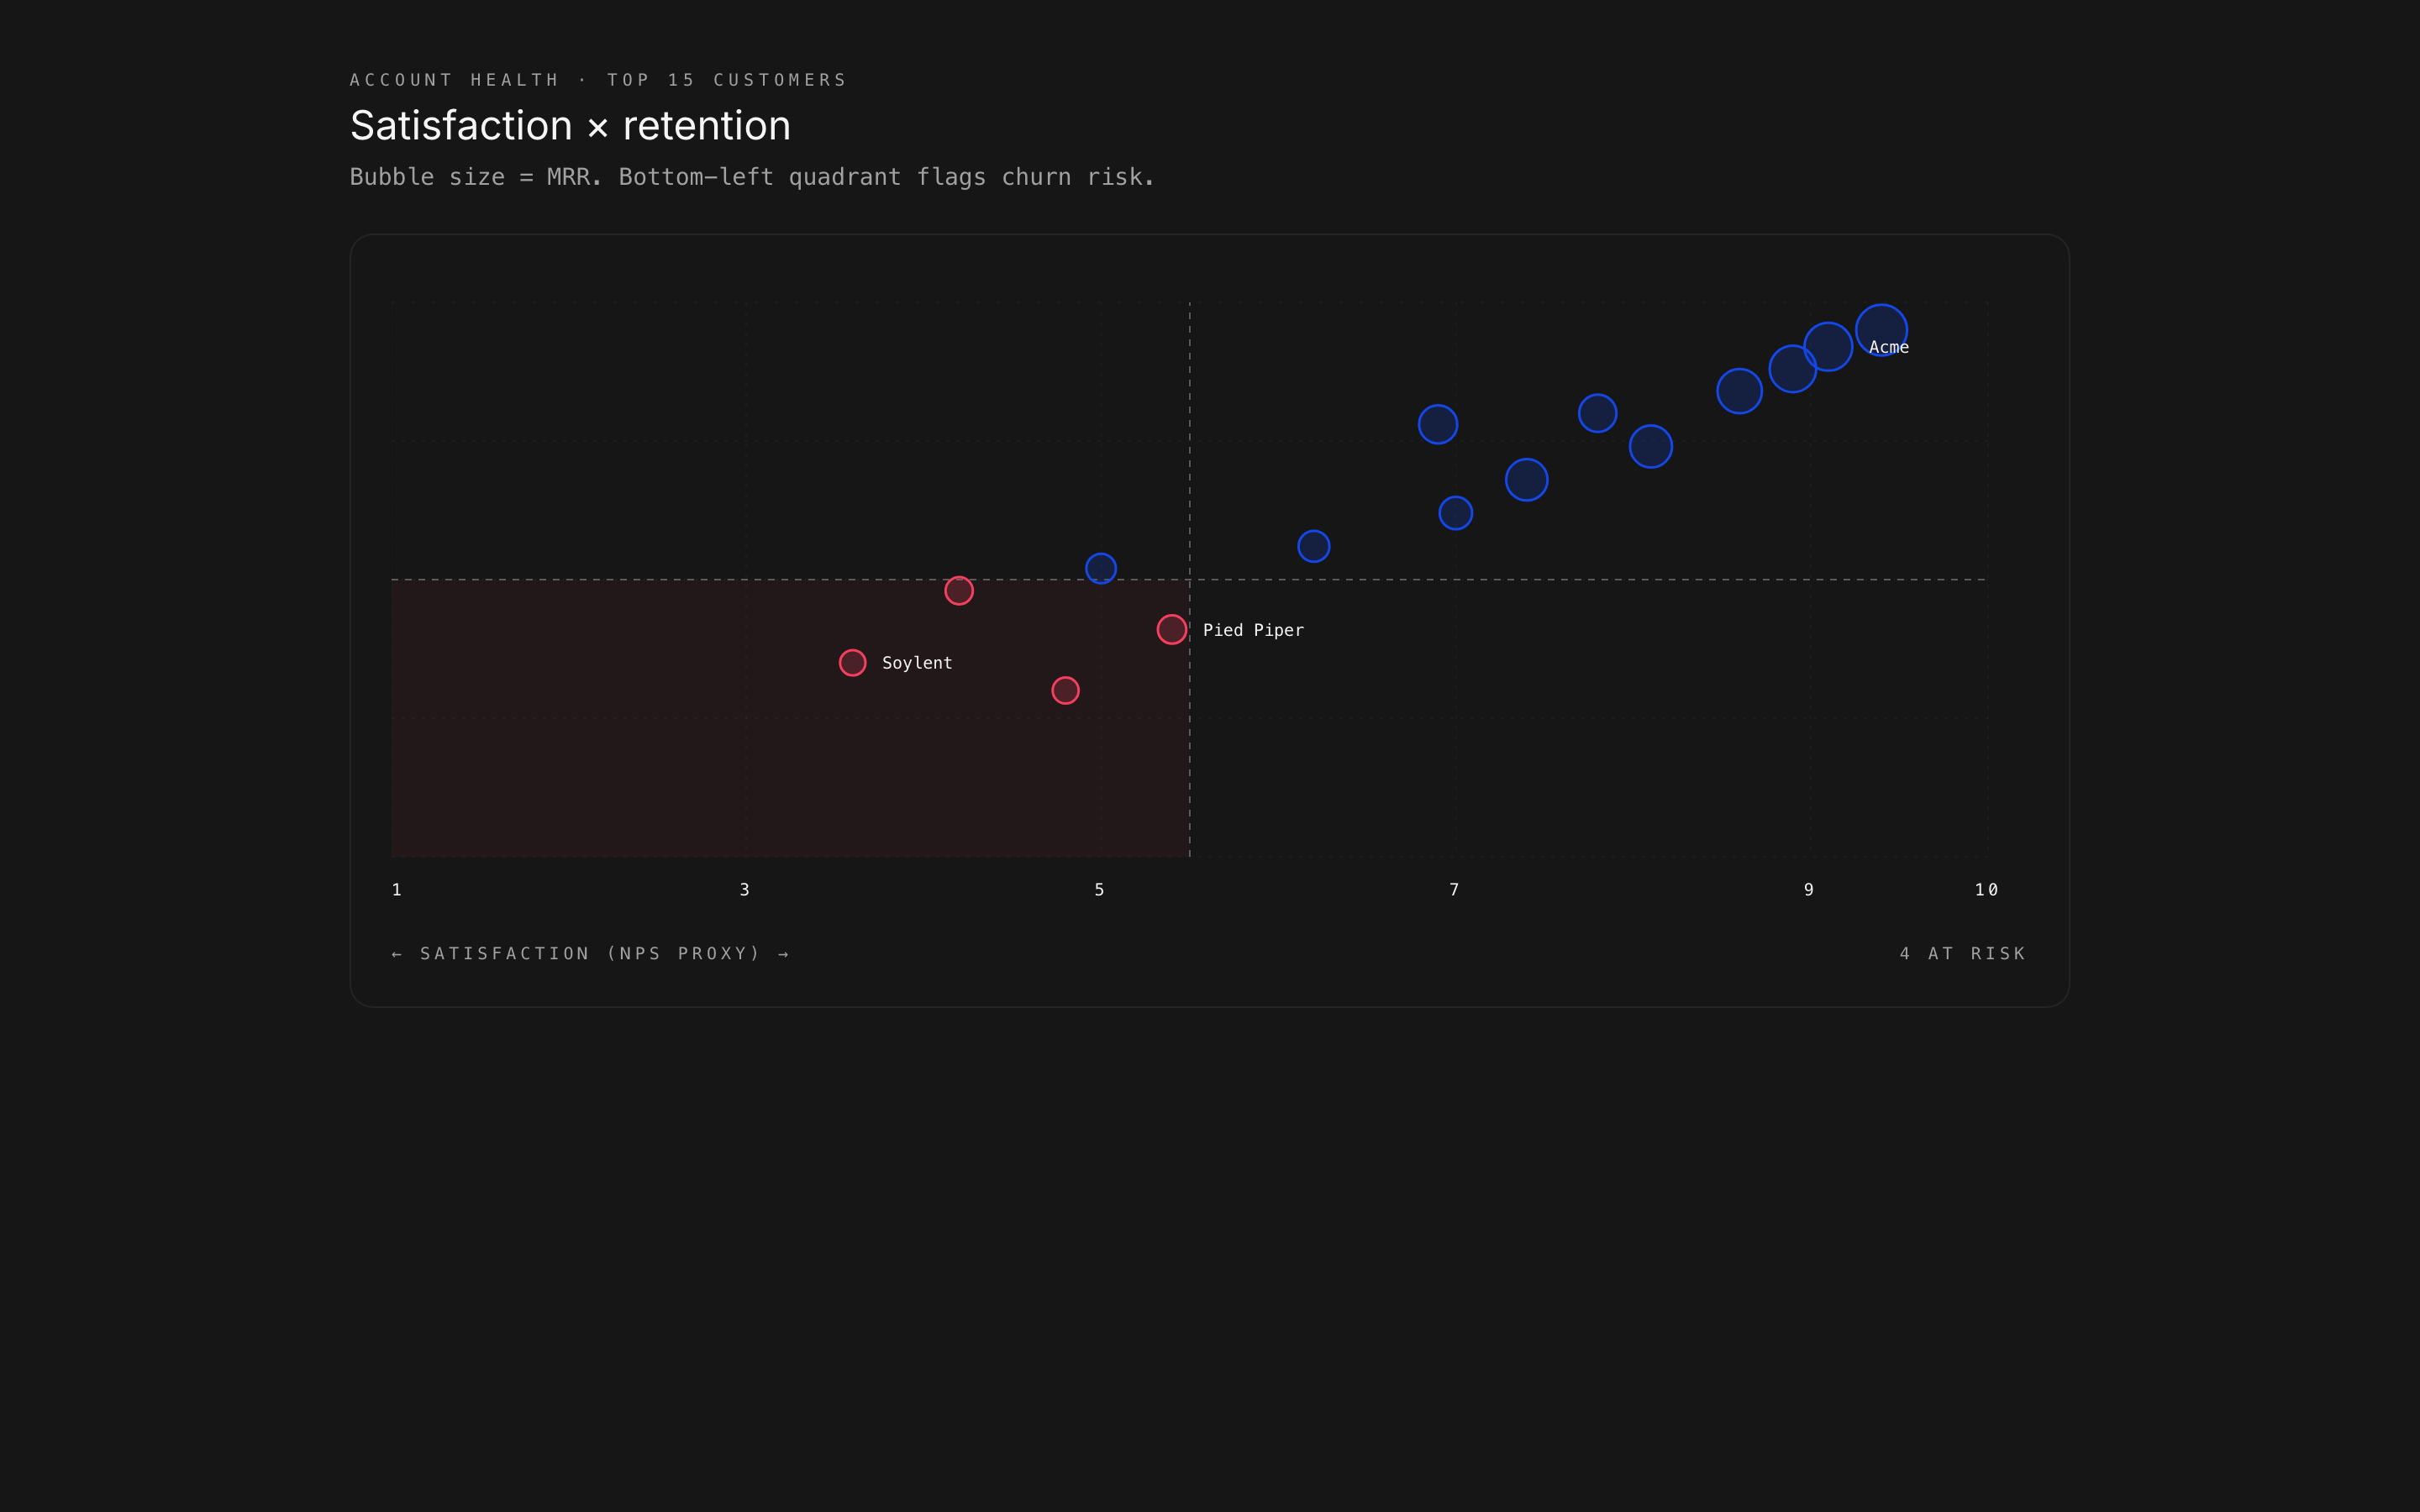 ACCOUNT HEALTH · TOP 15 CUSTOMERS
Satisfaction × retention
Bubble size = MRR. Bottom−left quadrant flags churn risk.
Acme
Pied Piper
Soylent
1 3 5 7 9 10
← SATISFACTION (NPS PROXY) → 4 AT RISK